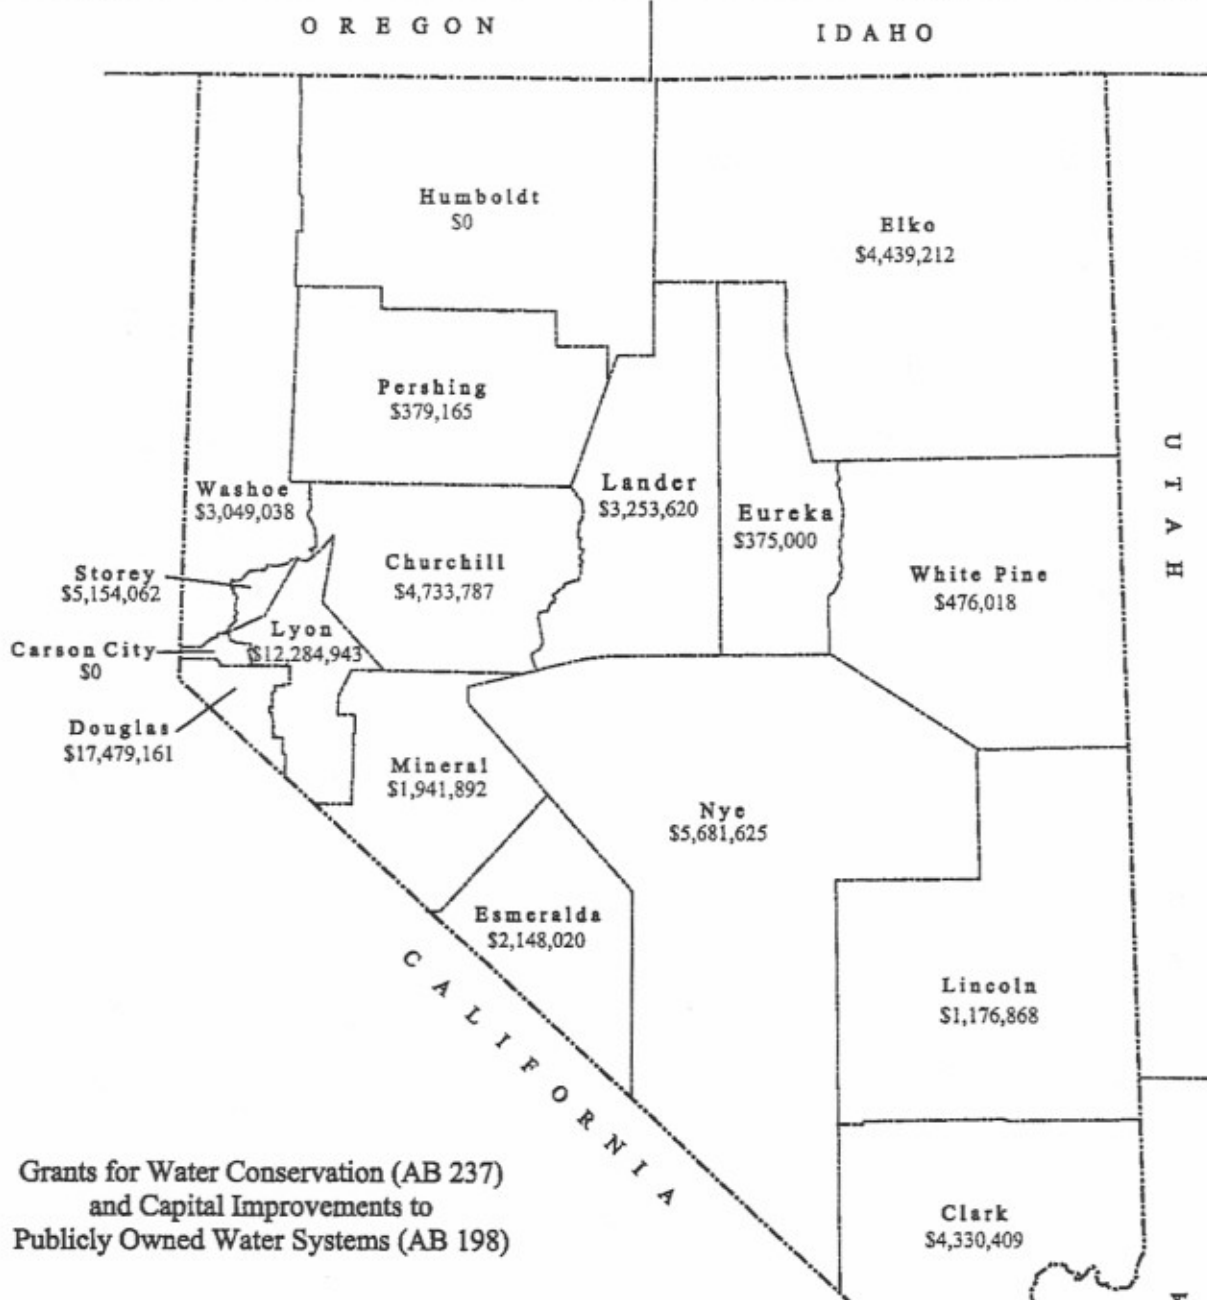 OREGON
IDAHO
Humboldt
$0
Elko
$4,439,212
Pershing
$379,165
UTAH
Washoe
$3,049,038
Lander
$3,253,620
Eureka
$375,000
Churchill
$4,733,787
Storey
$5,154,062
White Pine
$476,018
Lyon
$12,284,943
Carson City
$0
Douglas
$17,479,161
Mineral
$1,941,892
Nye
$5,681,625
Esmeralda
$2,148,020
CALIFORNIA
Lincoln
$1,176,868
Grants for Water Conservation (AB 237)
and Capital Improvements to
Publicly Owned Water Systems (AB 198)
Clark
$4,330,409